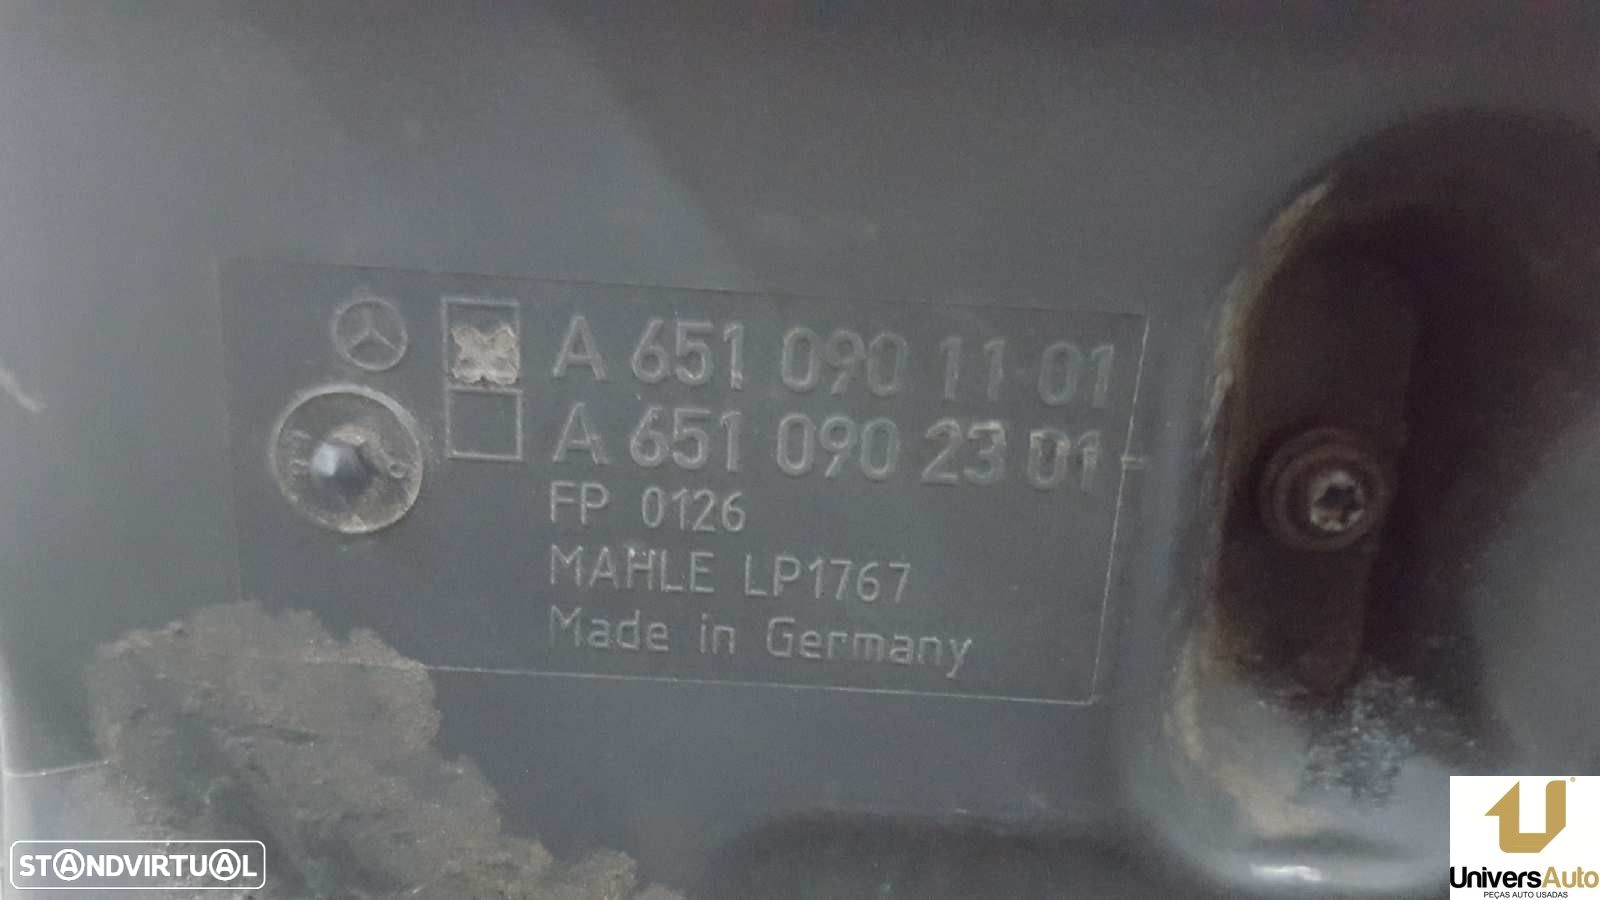 A 651 090 11 01
A 651 090 23 01
FP 0126
MAHLE LP1767
Made in Germany
STANDVIRTUAL
UniversAuto
PEÇAS AUTO USADAS